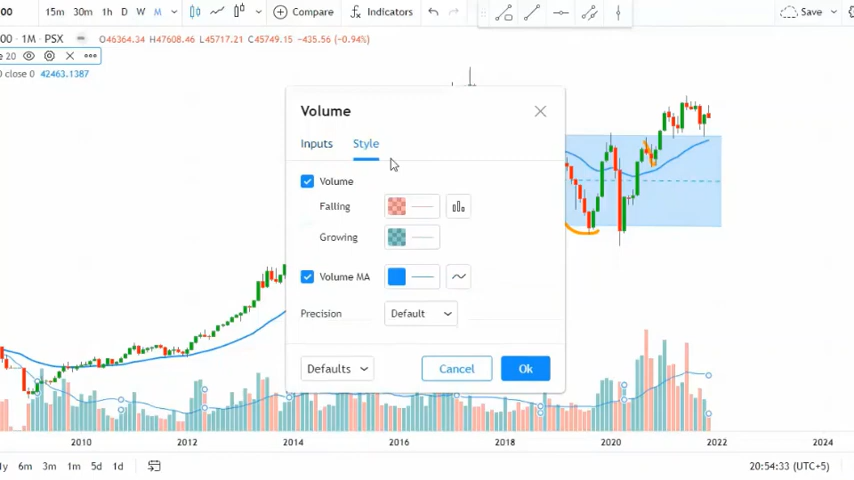 00 15m 30m 1h D W M Compare Indicators Save
00 · 1M · PSX O46364.34 H47608.46 L45717.21 C45749.15 −435.56 (−0.94%)
e 20
0 close 0 42463.1387
Volume
Inputs Style
Volume
Falling
Growing
Volume MA
Precision Default
Defaults Cancel Ok
2010 2012 2014 2016 2018 2020 2022 2024
1y 6m 3m 1m 5d 1d 20:54:33 (UTC+5)